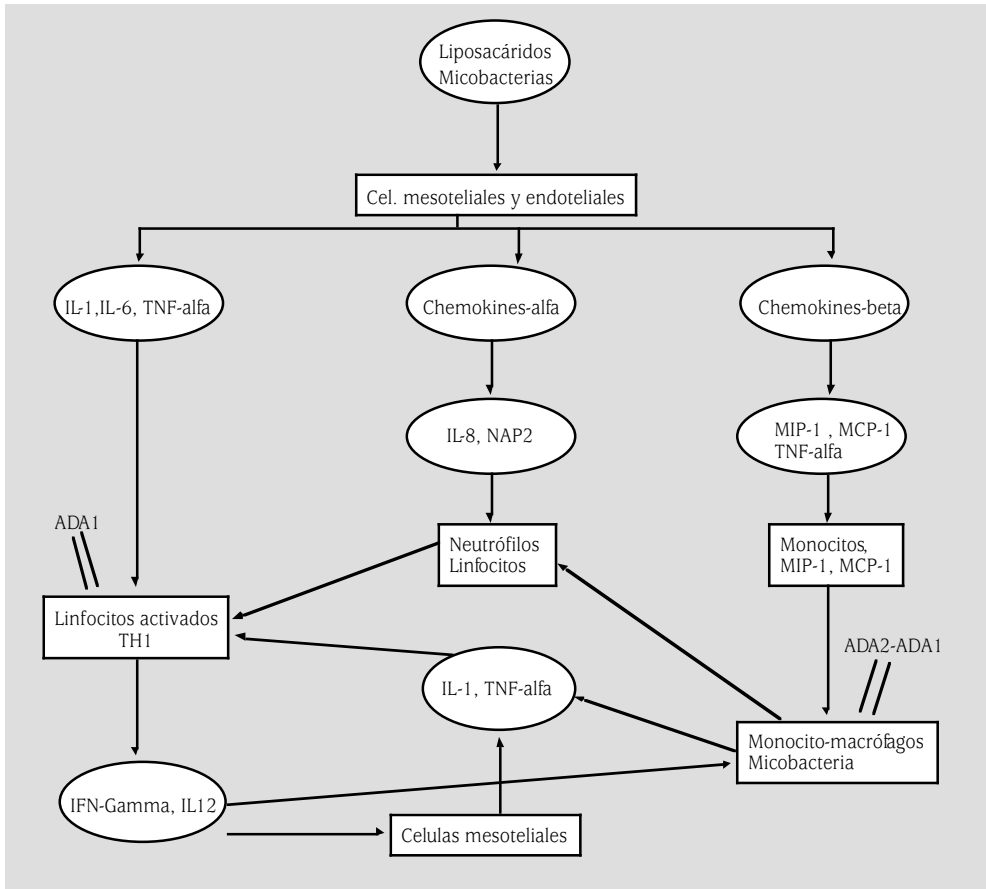 Liposacáridos
Micobacterias
Cel. mesoteliales y endoteliales
IL-1,IL-6, TNF-alfa
Chemokines-alfa
Chemokines-beta
IL-8, NAP2
MIP-1 , MCP-1
TNF-alfa
ADA1
Neutrófilos
Linfocitos
Monocitos,
MIP-1, MCP-1
Linfocitos activados
TH1
ADA2-ADA1
IL-1, TNF-alfa
Monocito-macrófagos
Micobacteria
IFN-Gamma, IL12
Celulas mesoteliales